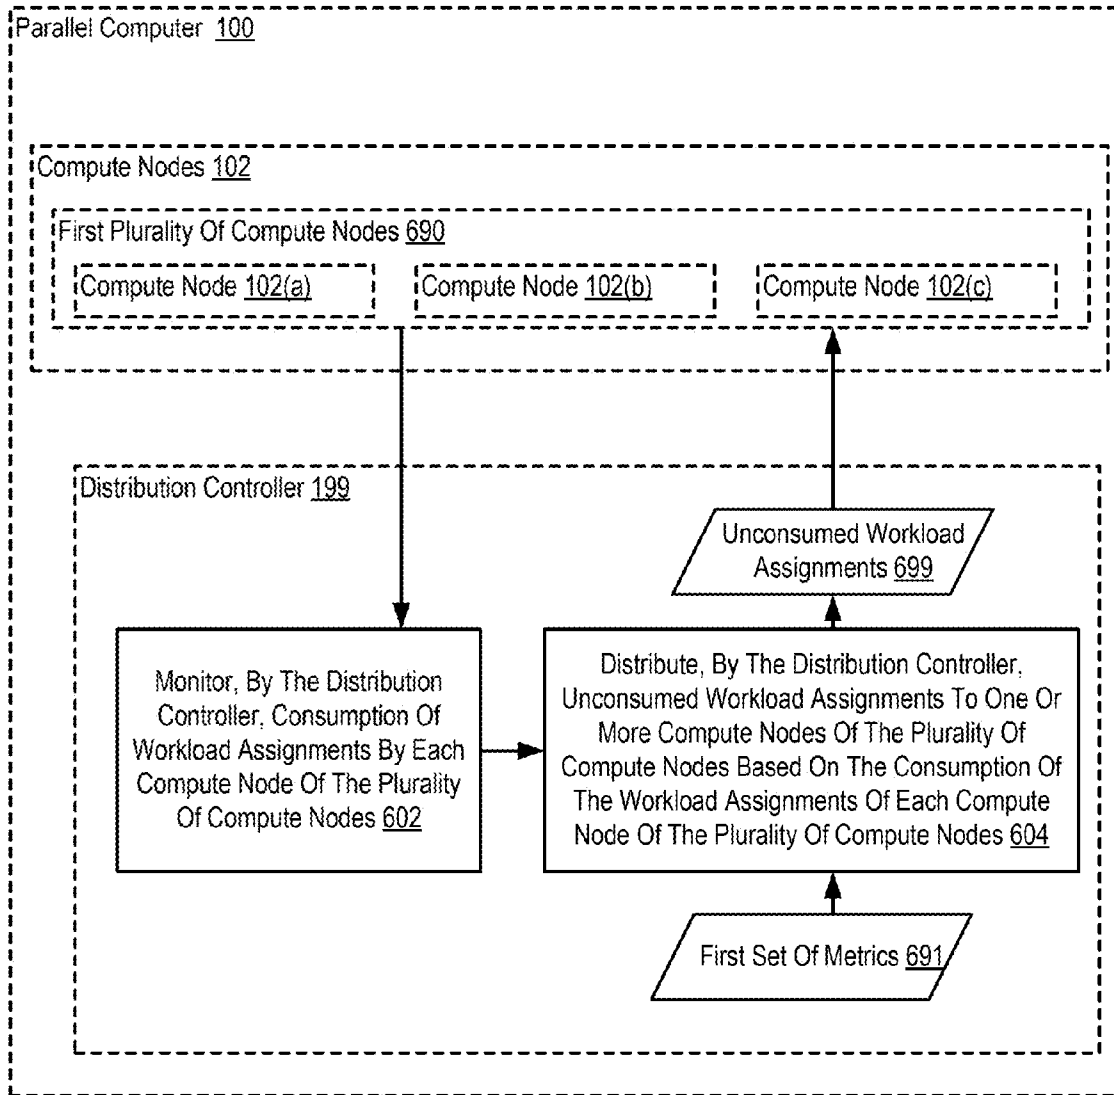 Parallel Computer 100
Compute Nodes 102
First Plurality Of Compute Nodes 690
Compute Node 102(a)
Compute Node 102(b)
Compute Node 102(c)
Distribution Controller 199
Unconsumed Workload
Assignments 699
Monitor, By The Distribution
Controller, Consumption Of
Workload Assignments By Each
Compute Node Of The Plurality
Of Compute Nodes 602
Distribute, By The Distribution Controller,
Unconsumed Workload Assignments To One Or
More Compute Nodes Of The Plurality Of
Compute Nodes Based On The Consumption Of
The Workload Assignments Of Each Compute
Node Of The Plurality Of Compute Nodes 604
First Set Of Metrics 691